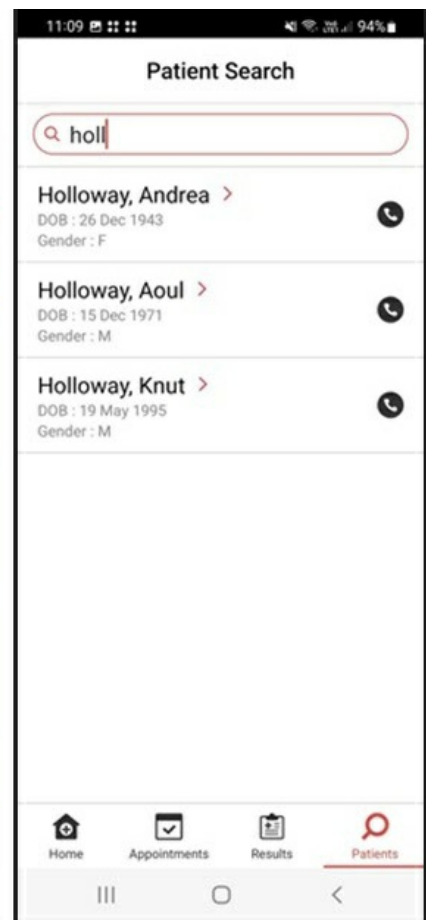 11:09 94%
Patient Search
holl
Holloway, Andrea >
DOB : 26 Dec 1943
Gender : F
Holloway, Aoul >
DOB : 15 Dec 1971
Gender : M
Holloway, Knut >
DOB : 19 May 1995
Gender : M
Home Appointments Results Patients